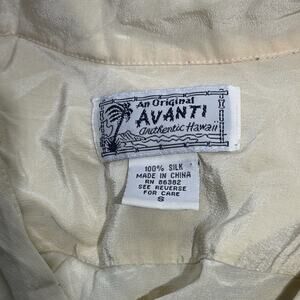 An Original
AVANTI
authentic Hawaii
100% SILK
MADE IN CHINA
RN 86382
SEE REVERSE
FOR CARE
S